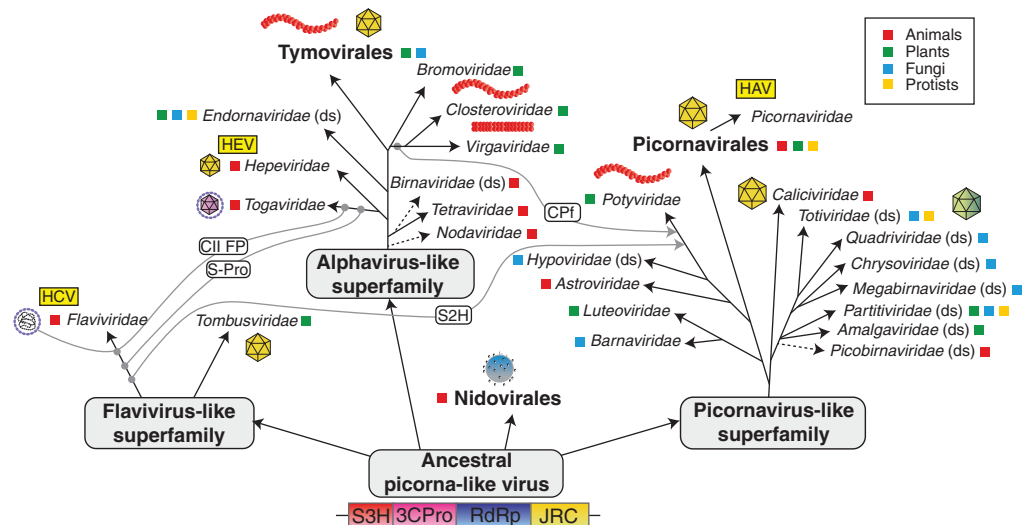 Animals
Plants
Fungi
Protists
Tymovirales
Bromoviridae
Closteroviridae
Virgaviridae
Endornaviridae (ds)
HEV
Hepeviridae
Togaviridae
Birnaviridae (ds)
Tetraviridae
Nodaviridae
CII FP
S-Pro
Alphavirus-like
superfamily
HCV
Flaviviridae
Tombusviridae
S2H
CPf
HAV
Picornaviridae
Picornavirales
Potyviridae
Caliciviridae
Totiviridae (ds)
Quadriviridae (ds)
Hypoviridae (ds)
Chrysoviridae (ds)
Astroviridae
Megabirnaviridae (ds)
Luteoviridae
Partitiviridae (ds)
Amalgaviridae (ds)
Barnaviridae
Picobirnaviridae (ds)
Nidovirales
Flavivirus-like
superfamily
Picornavirus-like
superfamily
Ancestral
picorna-like virus
S3H 3CPro RdRp JRC